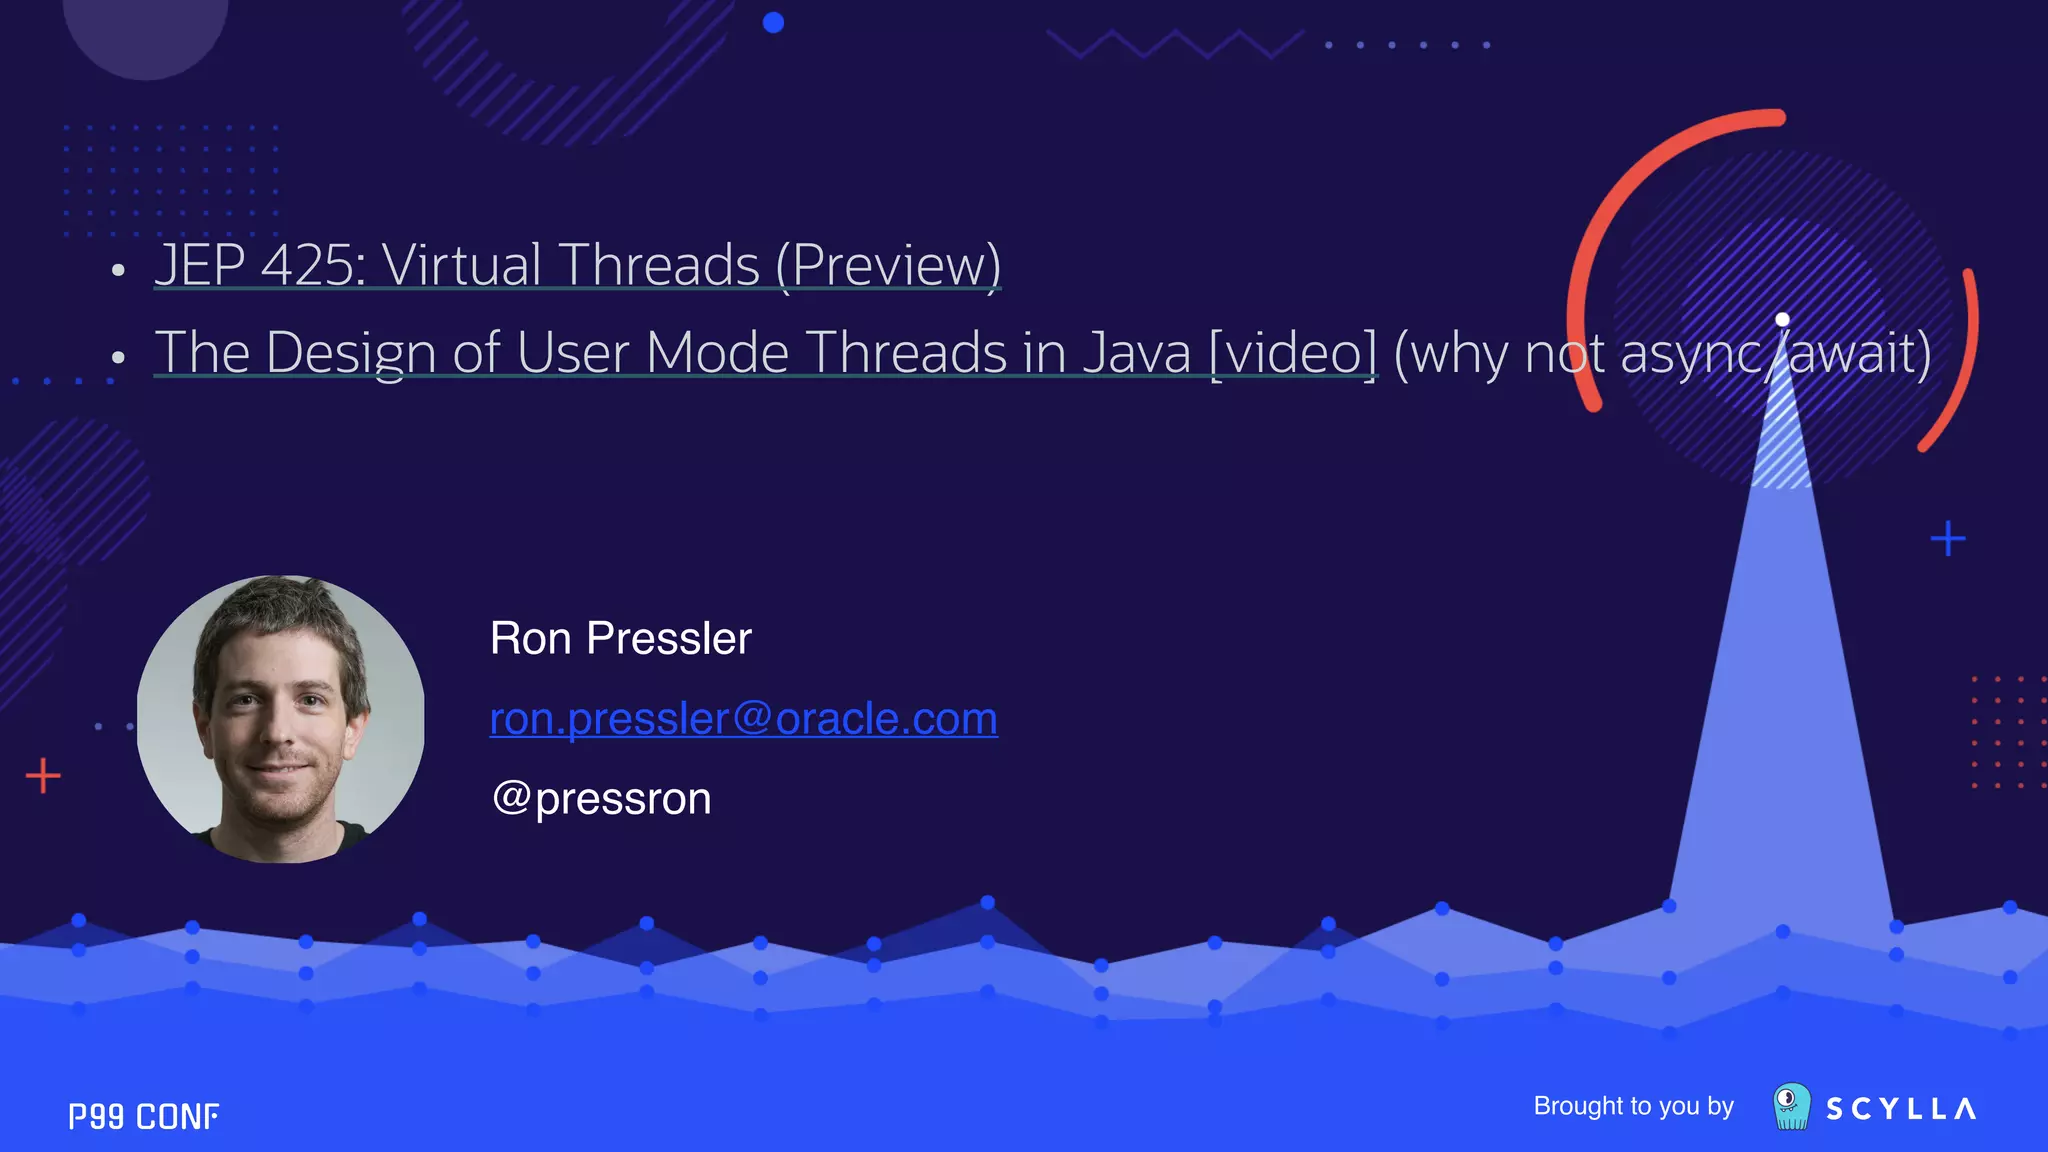 • JEP 425: Virtual Threads (Preview)
• The Design of User Mode Threads in Java [video] (why not async/await)
Ron Pressler
ron.pressler@oracle.com
@pressron
P99 CONF
Brought to you by
SCYLLA